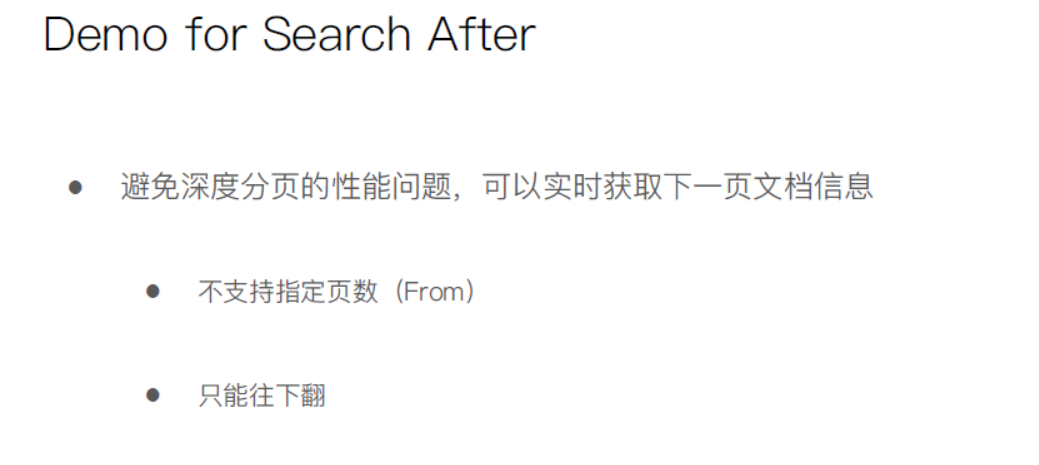 Demo for Search After
● 避免深度分页的性能问题，可以实时获取下一页文档信息
● 不支持指定页数（From）
● 只能往下翻